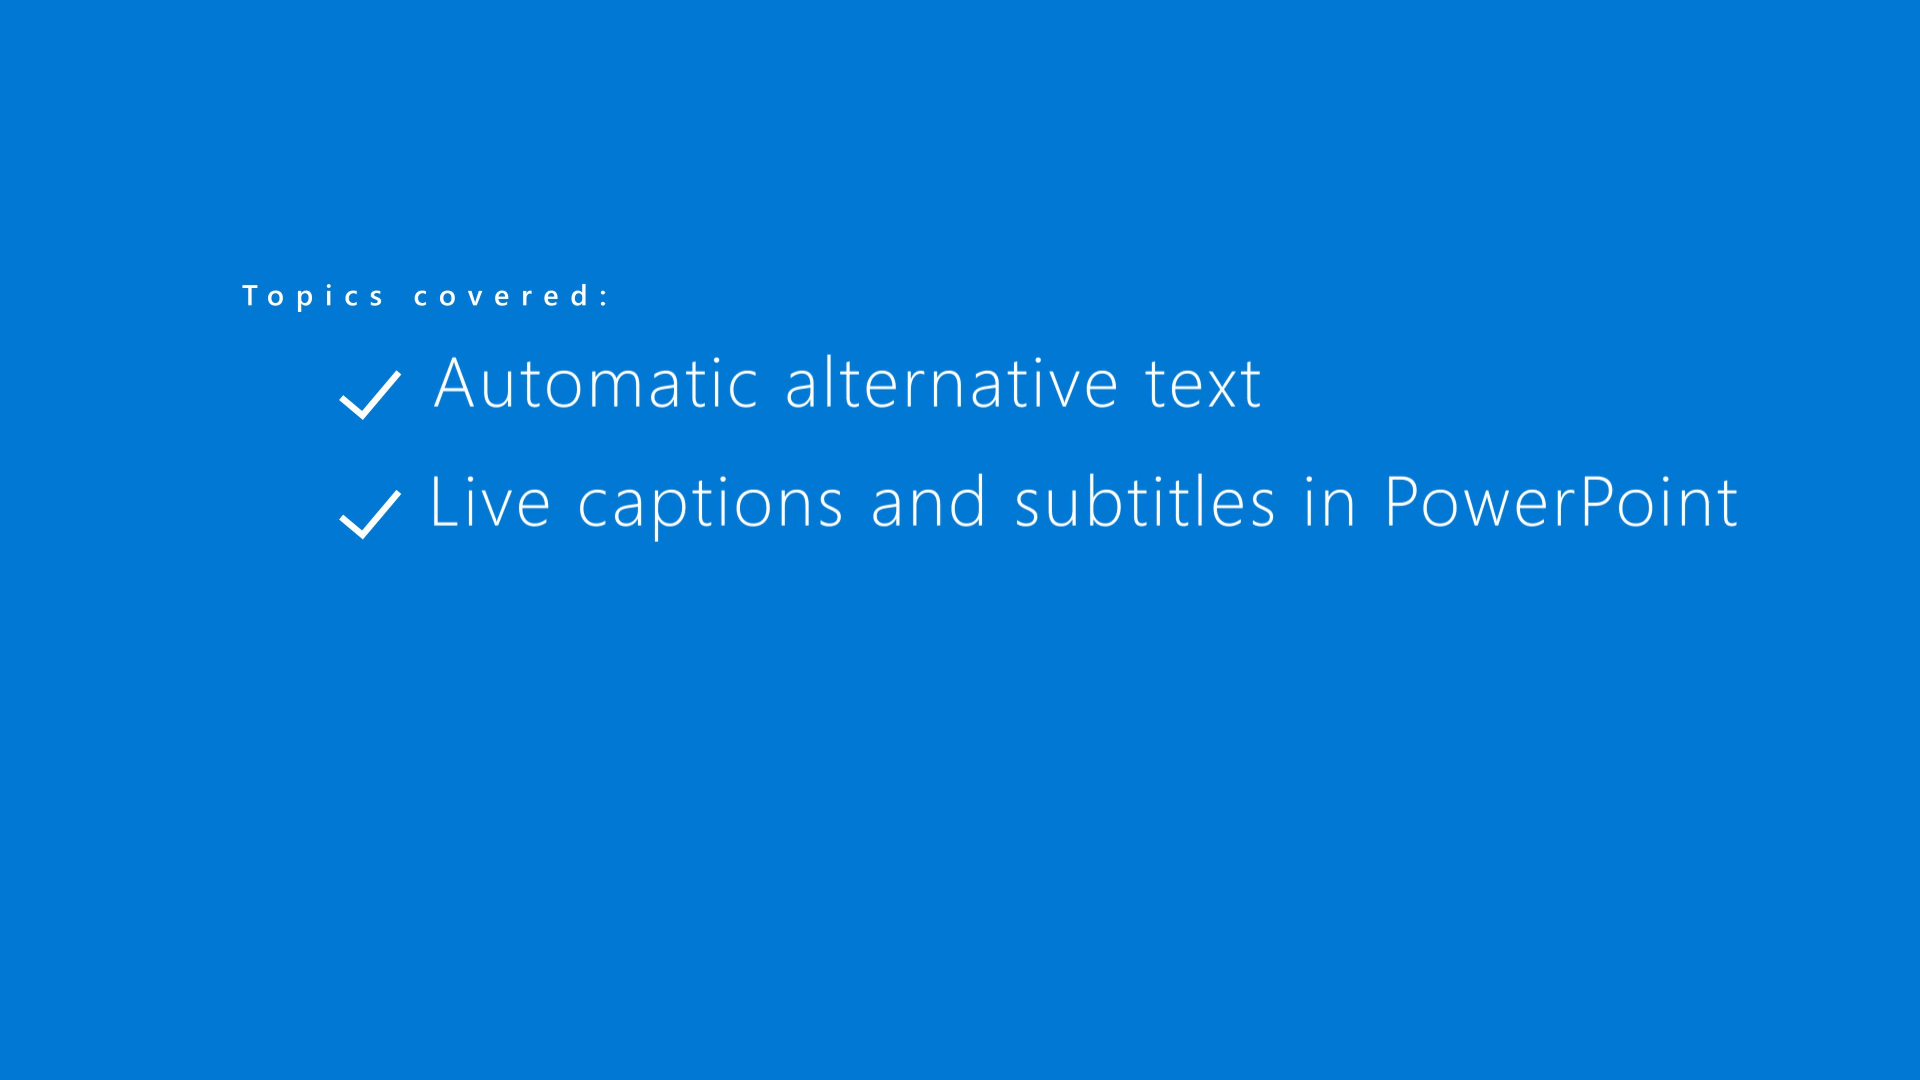 Topics covered:
Automatic alternative text
Live captions and subtitles in PowerPoint